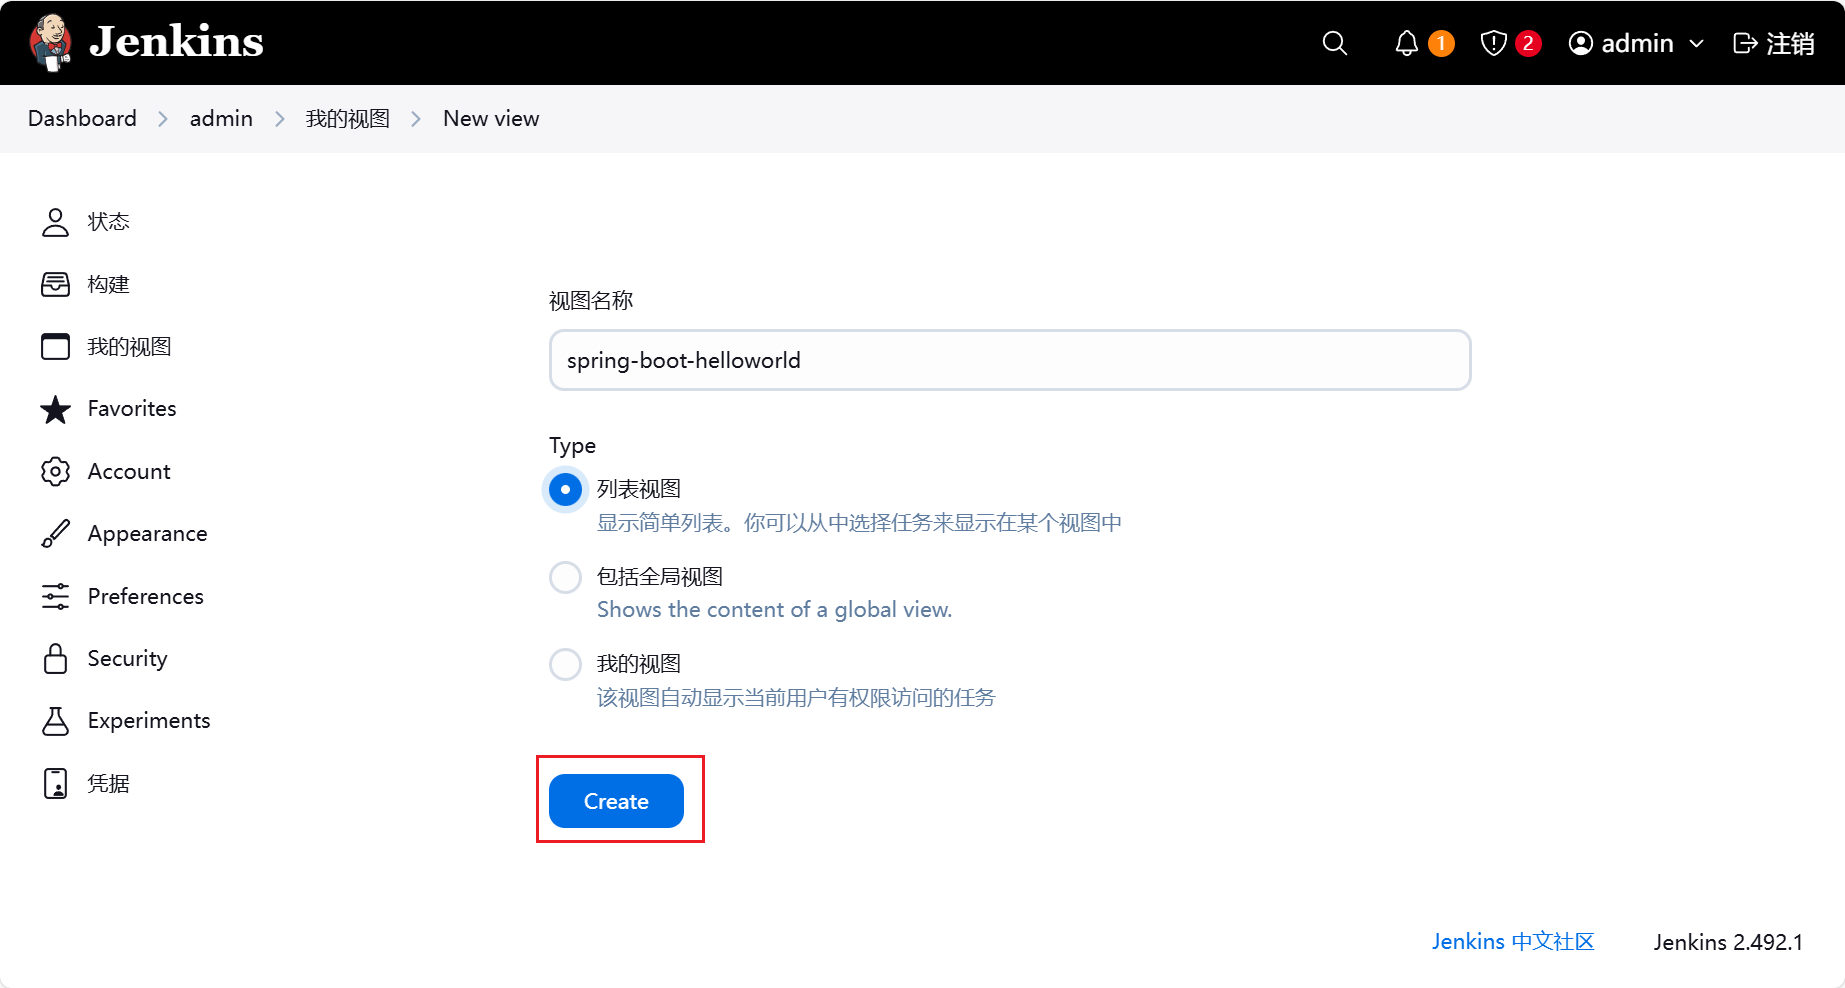 Jenkins
1
2
admin
注销
Dashboard
admin
我的视图
New view
状态
构建
我的视图
Favorites
Account
Appearance
Preferences
Security
Experiments
凭据
视图名称
spring-boot-helloworld
Type
列表视图
显示简单列表。你可以从中选择任务来显示在某个视图中
包括全局视图
Shows the content of a global view.
我的视图
该视图自动显示当前用户有权限访问的任务
Create
Jenkins 中文社区
Jenkins 2.492.1